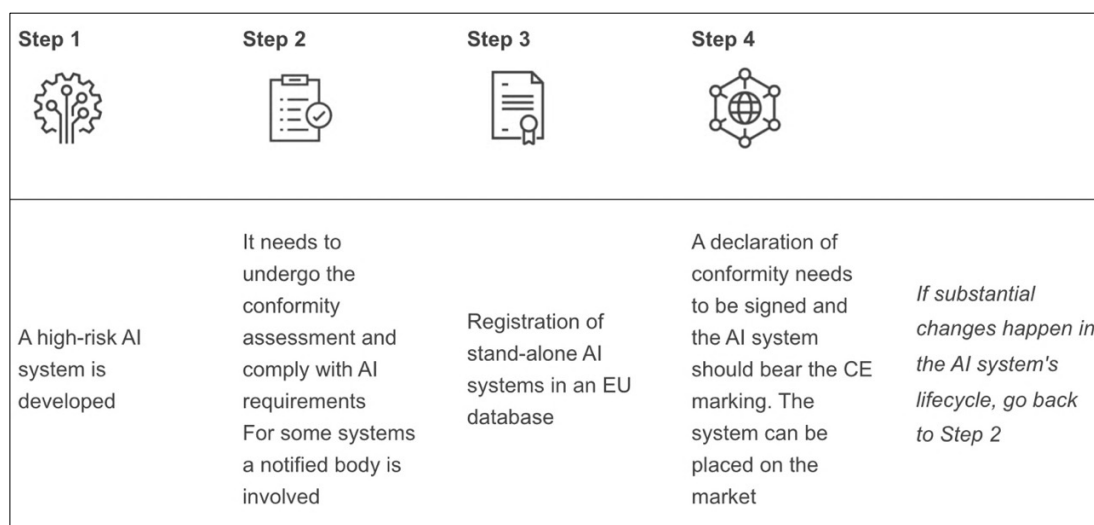 Step 1
Step 2
Step 3
Step 4
A high-risk AI
system is
developed
It needs to
undergo the
conformity
assessment and
comply with AI
requirements
For some systems
a notified body is
involved
Registration of
stand-alone AI
systems in an EU
database
A declaration of
conformity needs
to be signed and
the AI system
should bear the CE
marking. The
system can be
placed on the
market
If substantial
changes happen in
the AI system's
lifecycle, go back
to Step 2